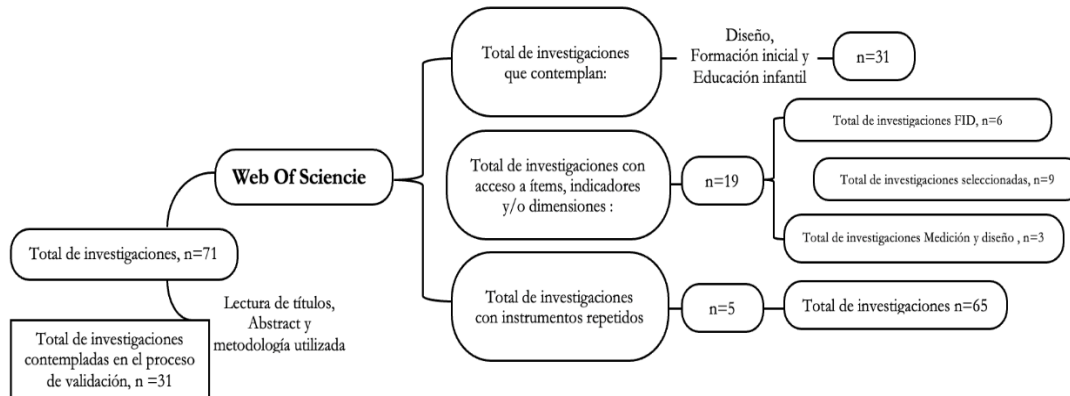 Total de investigaciones
que contemplan:
Diseño,
Formación inicial y
Educación infantil
n=31
Total de investigaciones FID, n=6
Web Of Sciencie
Total de investigaciones con
acceso a ítems, indicadores
y/o dimensiones :
n=19
Total de investigaciones seleccionadas, n=9
Total de investigaciones Medición y diseño , n=3
Total de investigaciones, n=71
Lectura de títulos,
Abstract y
metodología utilizada
Total de investigaciones
con instrumentos repetidos
n=5
Total de investigaciones n=65
Total de investigaciones
contempladas en el proceso
de validación, n =31